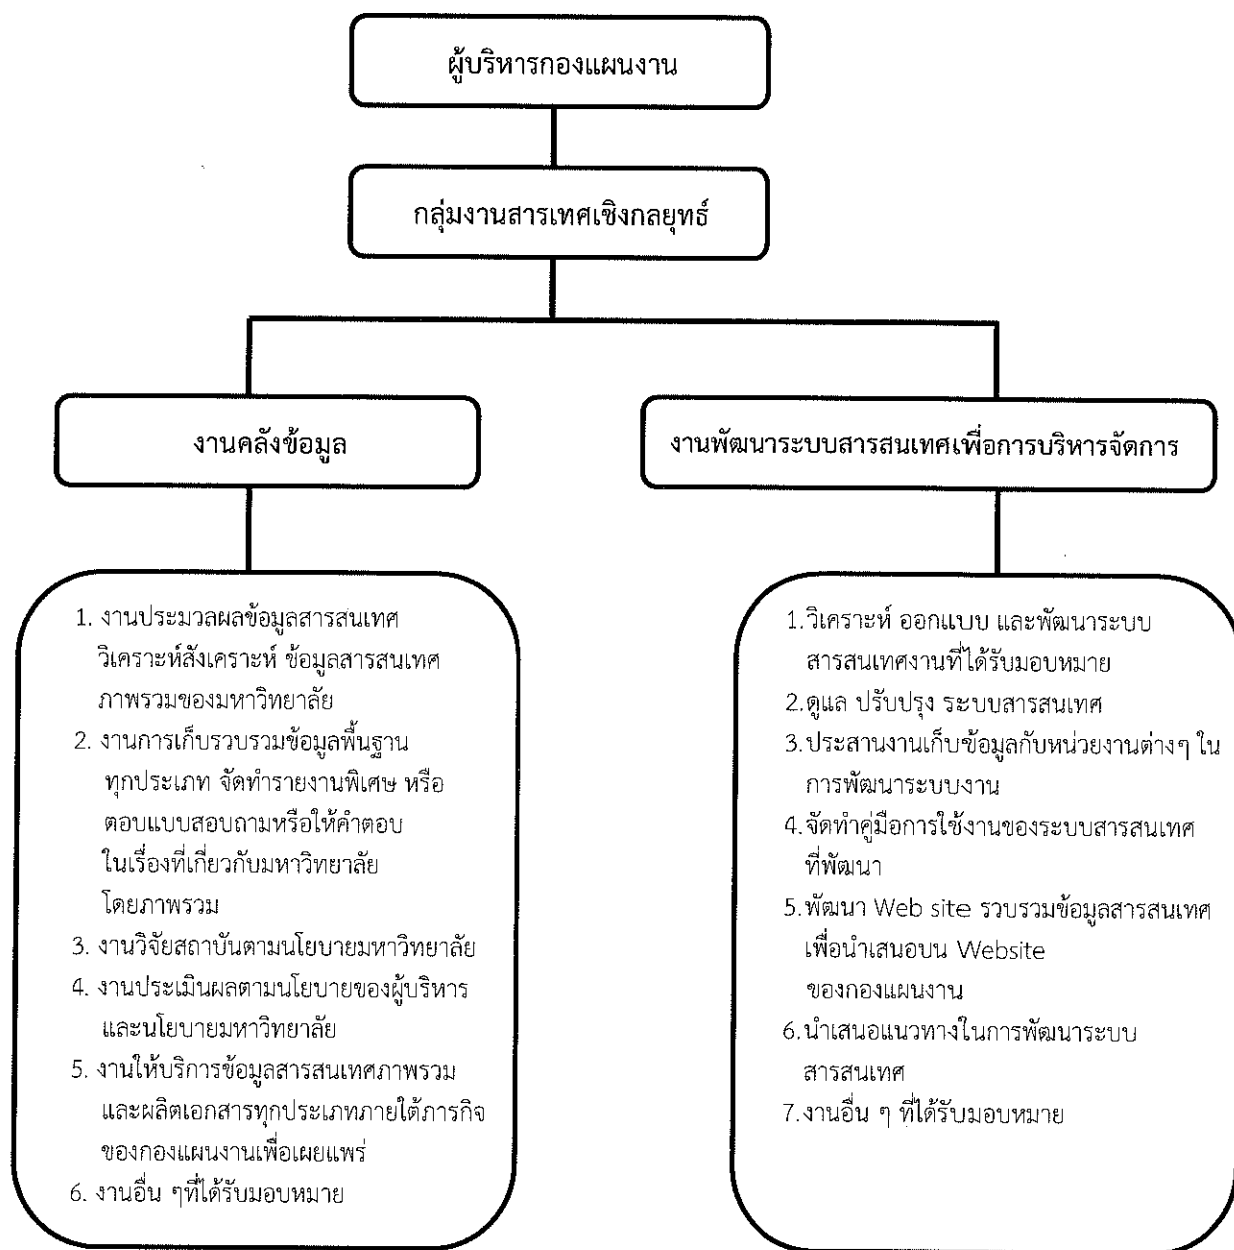 ผู้บริหารกองแผนงาน
กลุ่มงานสารเทศเชิงกลยุทธ์
งานคลังข้อมูล
งานพัฒนาระบบสารสนเทศเพื่อการบริหารจัดการ
1. งานประมวลผลข้อมูลสารสนเทศ
วิเคราะห์สังเคราะห์ ข้อมูลสารสนเทศ
ภาพรวมของมหาวิทยาลัย
2. งานการเก็บรวบรวมข้อมูลพื้นฐาน
ทุกประเภท จัดทำรายงานพิเศษ หรือ
ตอบแบบสอบถามหรือให้คำตอบ
ในเรื่องที่เกี่ยวกับมหาวิทยาลัย
โดยภาพรวม
3. งานวิจัยสถาบันตามนโยบายมหาวิทยาลัย
4. งานประเมินผลตามนโยบายของผู้บริหาร
และนโยบายมหาวิทยาลัย
5. งานให้บริการข้อมูลสารสนเทศภาพรวม
และผลิตเอกสารทุกประเภทภายใต้ภารกิจ
ของกองแผนงานเพื่อเผยแพร่
6. งานอื่น ๆที่ได้รับมอบหมาย
1.วิเคราะห์ ออกแบบ และพัฒนาระบบ
สารสนเทศงานที่ได้รับมอบหมาย
2.ดูแล ปรับปรุง ระบบสารสนเทศ
3.ประสานงานเก็บข้อมูลกับหน่วยงานต่างๆ ใน
การพัฒนาระบบงาน
4.จัดทำคู่มือการใช้งานของระบบสารสนเทศ
ที่พัฒนา
5.พัฒนา Web site รวบรวมข้อมูลสารสนเทศ
เพื่อนำเสนอบน Website
ของกองแผนงาน
6.นำเสนอแนวทางในการพัฒนาระบบ
สารสนเทศ
7.งานอื่น ๆ ที่ได้รับมอบหมาย